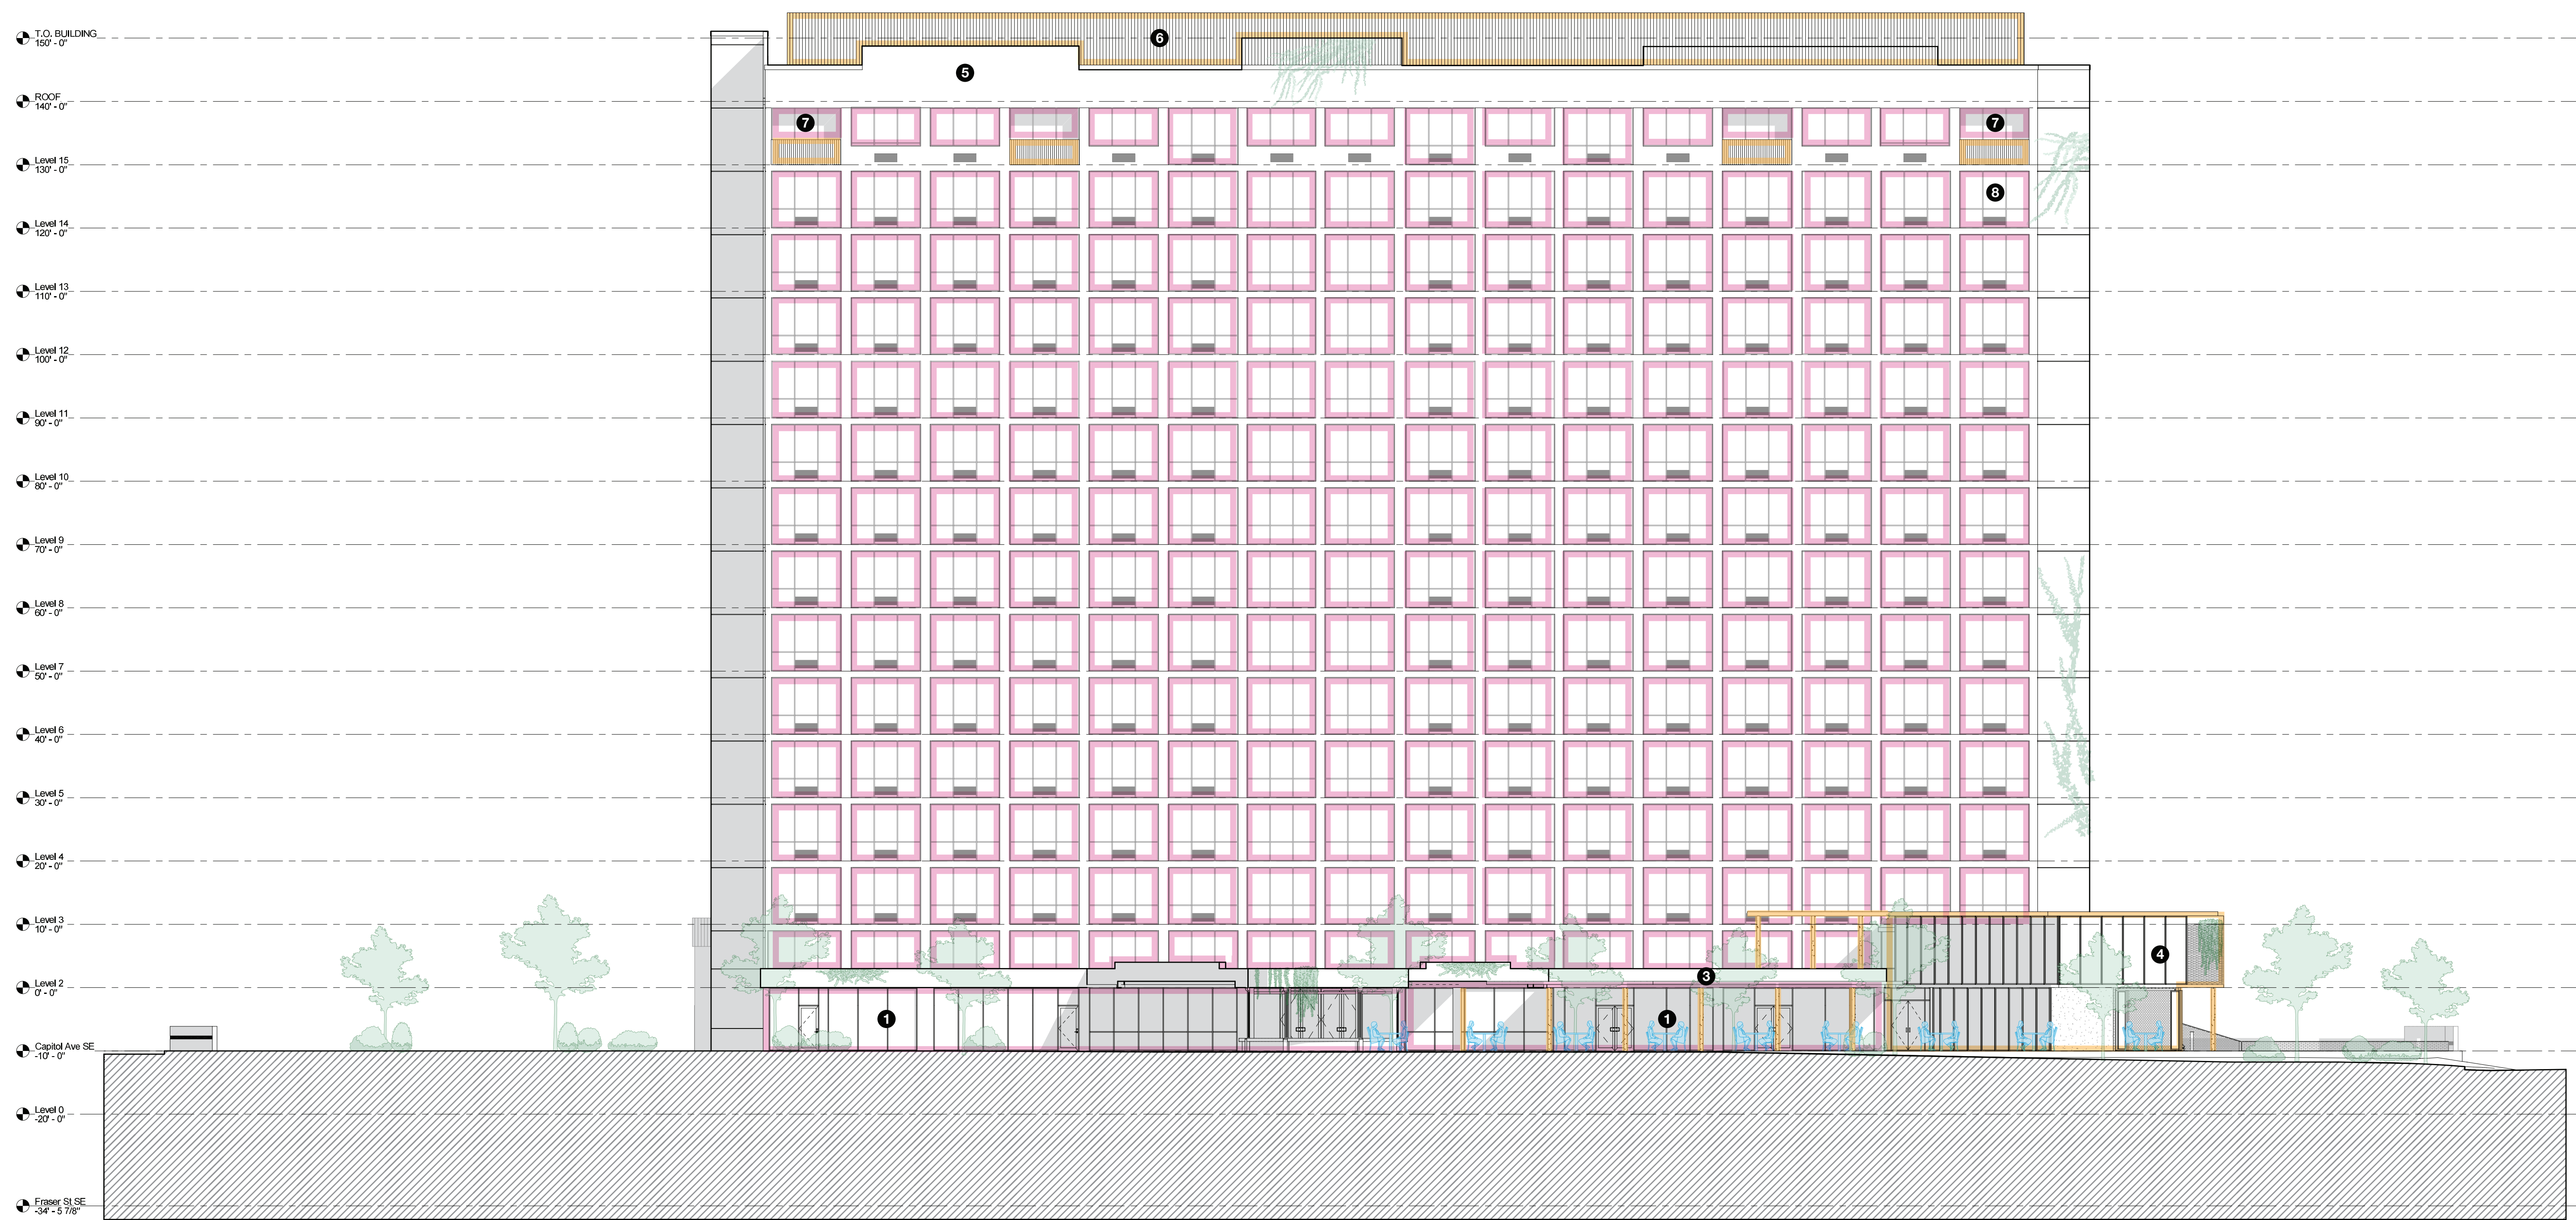 T.O. BUILDING
150' - 0"
6
5
ROOF
140' - 0"
7
7
Level 15
130' - 0"
8
Level 14
120' - 0"
Level 13
110' - 0"
Level 12
100' - 0"
Level 11
90' - 0"
Level 10
80' - 0"
Level 9
70' - 0"
Level 8
60' - 0"
Level 7
50' - 0"
Level 6
40' - 0"
Level 5
30' - 0"
Level 4
20' - 0"
Level 3
10' - 0"
4
3
Level 2
0' - 0"
1
1
Capitol Ave SE
-10' - 0"
Level 0
-20' - 0"
Fraser St SE
-34' - 5 7/8"